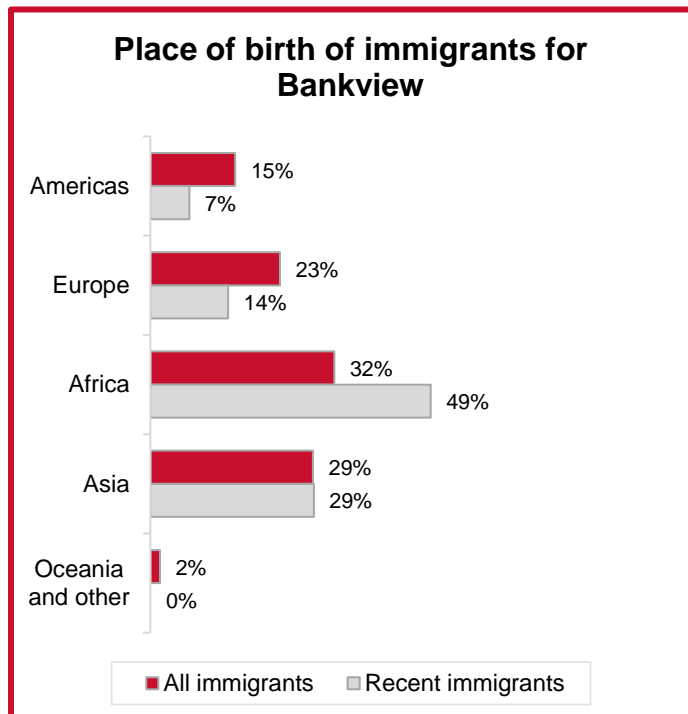 Place of birth of immigrants for
Bankview
Americas
15%
7%
Europe
23%
14%
Africa
32%
49%
Asia
29%
29%
Oceania
and other
2%
0%
All immigrants Recent immigrants